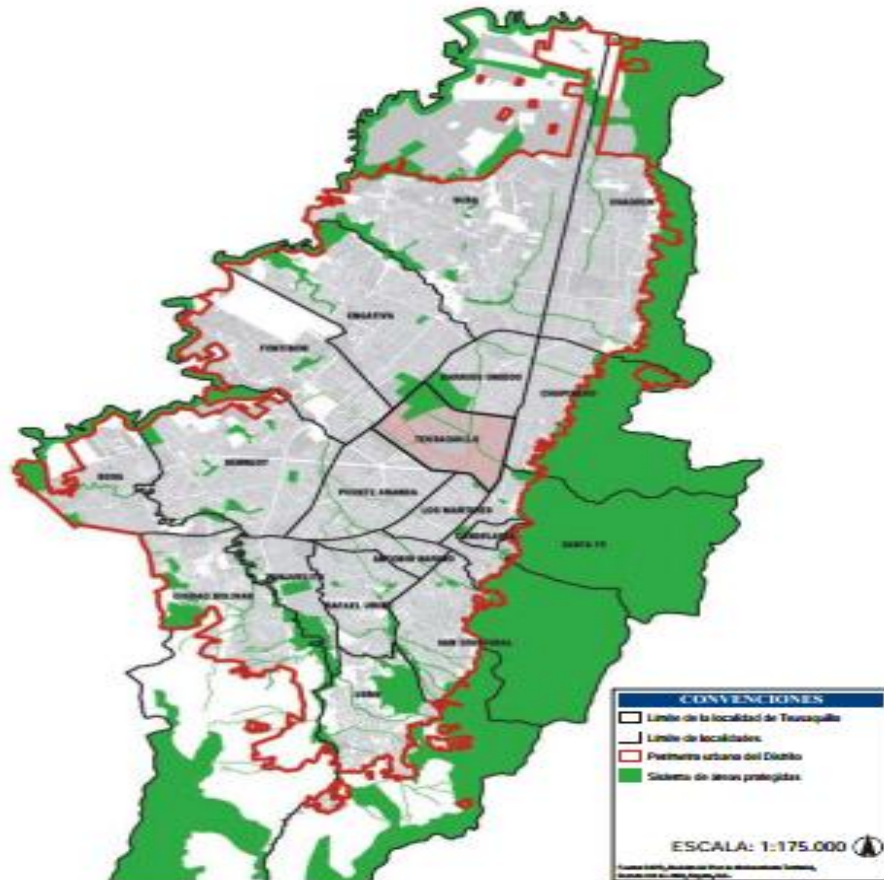 SUBA
USAQUEN
ENGATIVA
FONTIBON
BARRIOS UNIDOS
CHAPINERO
TEUSAQUILLO
KENNEDY
BOSA
PUENTE ARANDA
LOS MARTIRES
CANDELARIA
SANTA FE
ANTONIO NARIÑO
TUNJUELITO
CIUDAD BOLIVAR
RAFAEL URIBE
SAN CRISTOBAL
USME
CONVENCIONES
Límite de la localidad de Teusaquillo
Límite de localidades
Perímetro urbano del Distrito
Sistema de áreas protegidas
ESCALA: 1:175.000